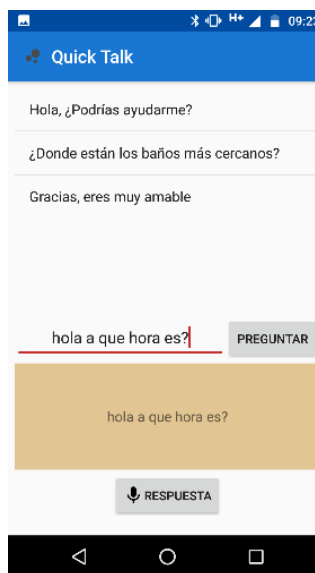 H+ 09:23
Quick Talk
Hola, ¿Podrías ayudarme?
¿Donde están los baños más cercanos?
Gracias, eres muy amable
hola a que hora es?
PREGUNTAR
hola a que hora es?
RESPUESTA